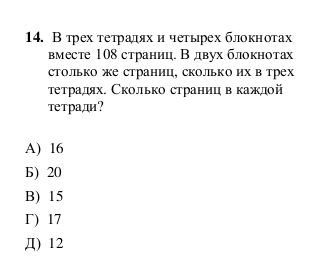 14. В трех тетрадях и четырех блокнотах
вместе 108 страниц. В двух блокнотах
столько же страниц, сколько их в трех
тетрадях. Сколько страниц в каждой
тетради?
А) 16
Б) 20
В) 15
Г) 17
Д) 12